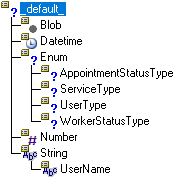 _default_
Blob
Datetime
Enum
AppointmentStatusType
ServiceType
UserType
WorkerStatusType
Number
String
UserName